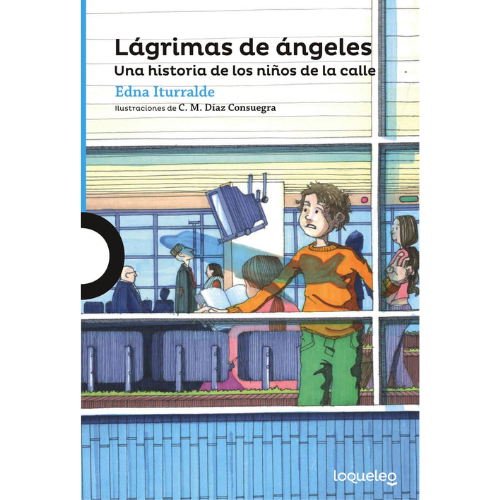 Lágrimas de ángeles
Una historia de los niños de la calle
Edna Iturralde
Ilustraciones de C. M. Díaz Consuegra
loqueleo